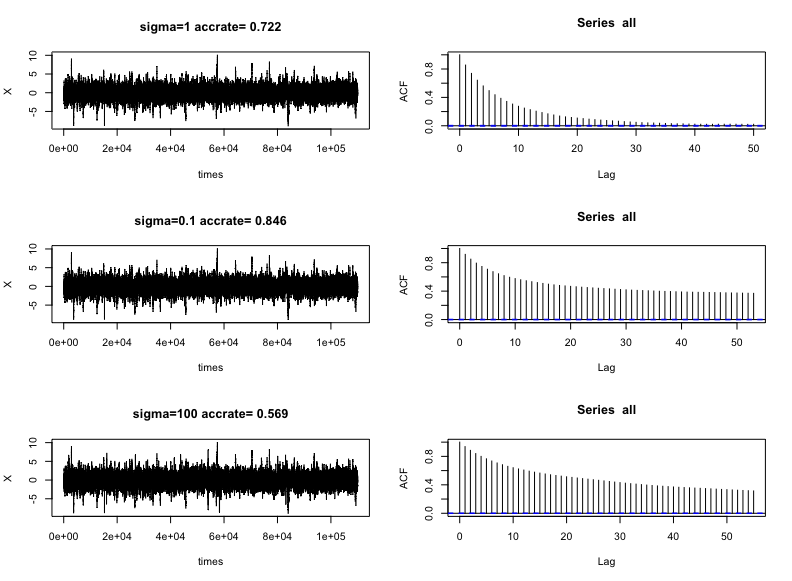 sigma=1 accrate= 0.722
X
-5 0 5 10
0e+00 2e+04 4e+04 6e+04 8e+04 1e+05
times
Series all
ACF
0.0 0.4 0.8
0 10 20 30 40 50
Lag
sigma=0.1 accrate= 0.846
X
-5 0 5 10
0e+00 2e+04 4e+04 6e+04 8e+04 1e+05
times
Series all
ACF
0.0 0.4 0.8
0 10 20 30 40 50
Lag
sigma=100 accrate= 0.569
X
-5 0 5 10
0e+00 2e+04 4e+04 6e+04 8e+04 1e+05
times
Series all
ACF
0.0 0.4 0.8
0 10 20 30 40 50
Lag